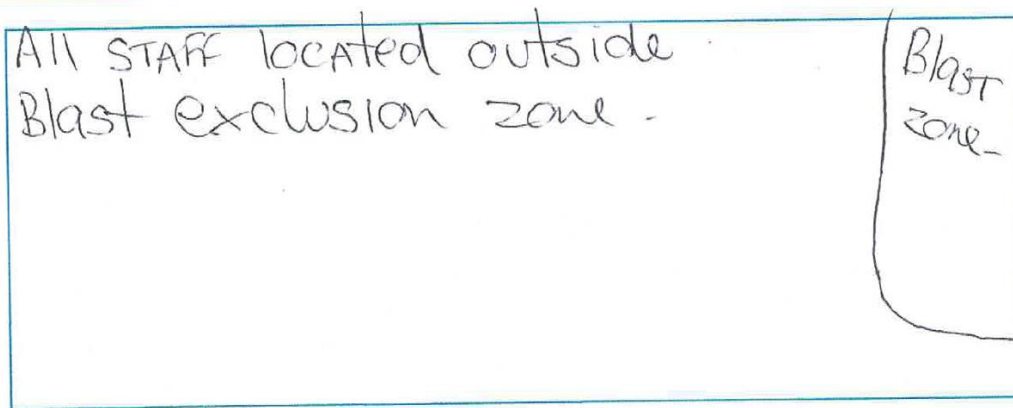 All STAFF locATed outside
Blast exclusion zone.
Blast
zone-